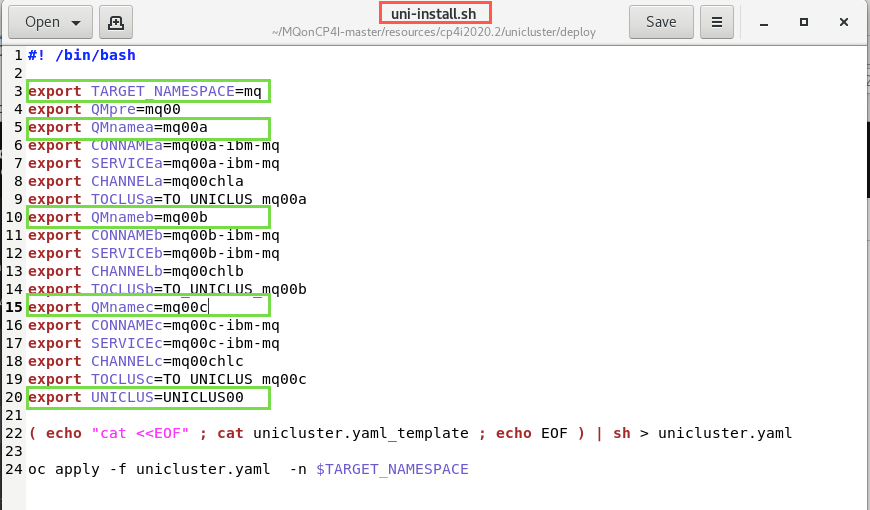 Open
uni-install.sh
~/MQonCP4I-master/resources/cp4i2020.2/unicluster/deploy
Save
1 #! /bin/bash
2
3 export TARGET_NAMESPACE=mq
4 export QMpre=mq00
5 export QMnamea=mq00a
6 export CONNAMEa=mq00a-ibm-mq
7 export SERVICEa=mq00a-ibm-mq
8 export CHANNELa=mq00chla
9 export TOCLUSa=TO_UNICLUS_mq00a
10 export QMnameb=mq00b
11 export CONNAMEb=mq00b-ibm-mq
12 export SERVICEb=mq00b-ibm-mq
13 export CHANNELb=mq00chlb
14 export TOCLUSb=TO_UNICLUS_mq00b
15 export QMnamec=mq00c
16 export CONNAMEc=mq00c-ibm-mq
17 export SERVICEc=mq00c-ibm-mq
18 export CHANNELc=mq00chlc
19 export TOCLUSc=TO_UNICLUS_mq00c
20 export UNICLUS=UNICLUS00
21
22 ( echo "cat <<EOF" ; cat unicluster.yaml_template ; echo EOF ) | sh > unicluster.yaml
23
24 oc apply -f unicluster.yaml  -n $TARGET_NAMESPACE